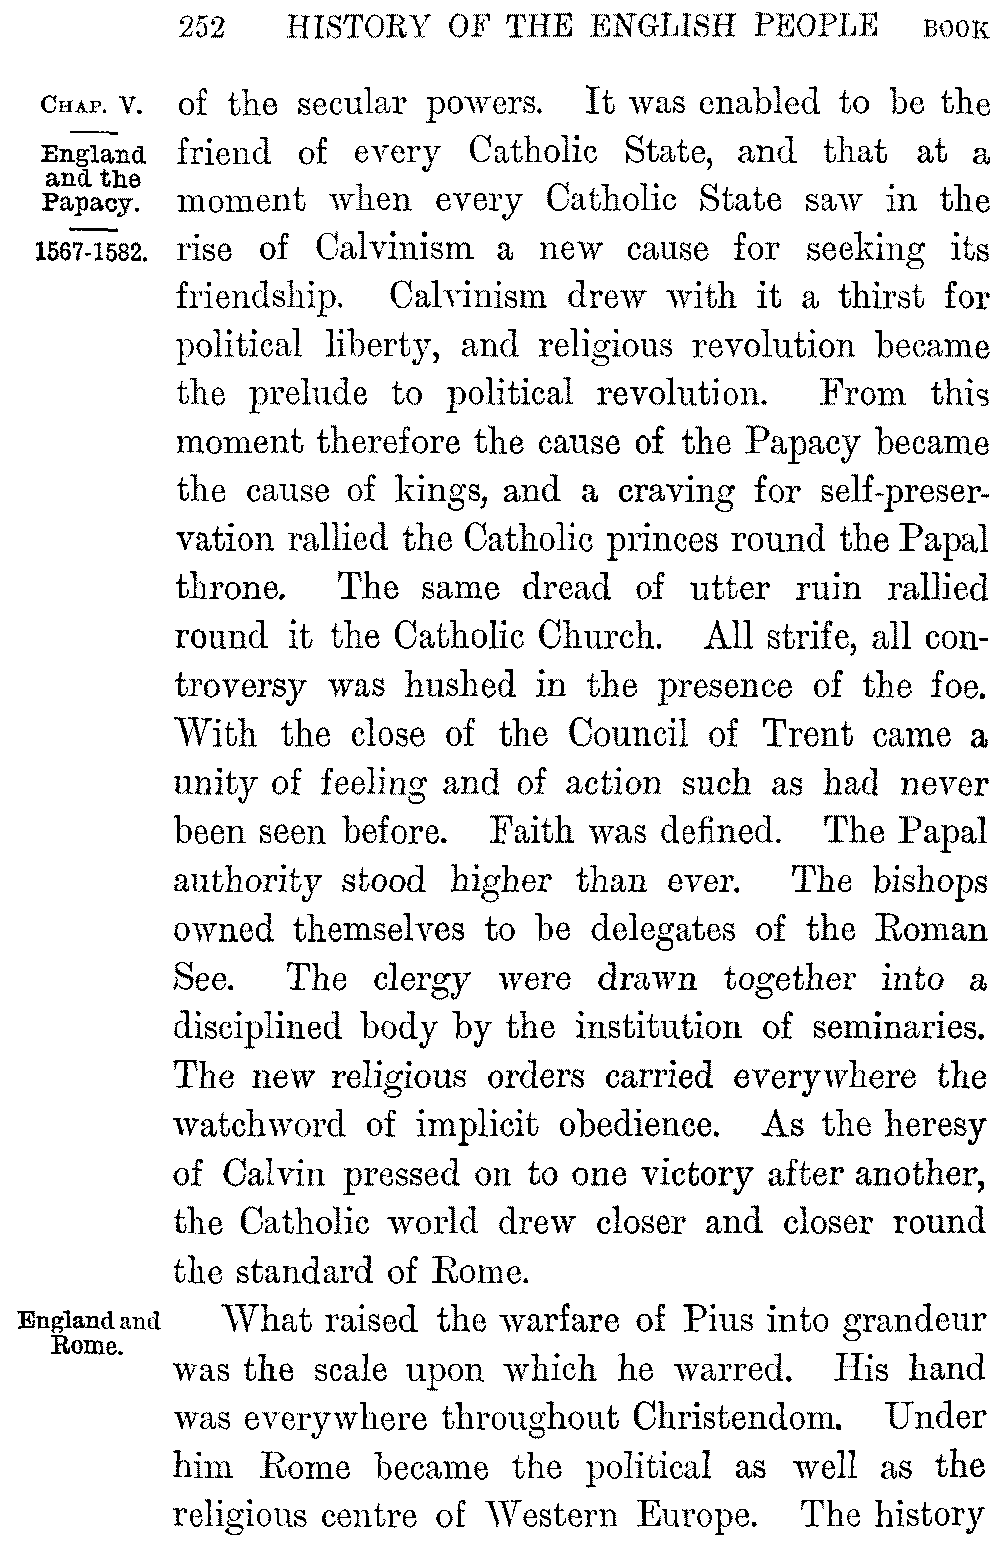 252 HISTORY OF THE ENGLISH PEOPLE BOOK
CHAP. V.
England
and the
Papacy.
1567-1582.
of the secular powers. It was enabled to be the
friend of every Catholic State, and that at a
moment when every Catholic State saw in the
rise of Calvinism a new cause for seeking its
friendship. Calvinism drew with it a thirst for
political liberty, and religious revolution became
the prelude to political revolution. From this
moment therefore the cause of the Papacy became
the cause of kings, and a craving for self-preser-
vation rallied the Catholic princes round the Papal
throne. The same dread of utter ruin rallied
round it the Catholic Church. All strife, all con-
troversy was hushed in the presence of the foe.
With the close of the Council of Trent came a
unity of feeling and of action such as had never
been seen before. Faith was defined. The Papal
authority stood higher than ever. The bishops
owned themselves to be delegates of the Roman
See. The clergy were drawn together into a
disciplined body by the institution of seminaries.
The new religious orders carried everywhere the
watchword of implicit obedience. As the heresy
of Calvin pressed on to one victory after another,
the Catholic world drew closer and closer round
the standard of Rome.
England and
Rome.
What raised the warfare of Pius into grandeur
was the scale upon which he warred. His hand
was everywhere throughout Christendom. Under
him Rome became the political as well as the
religious centre of Western Europe. The history